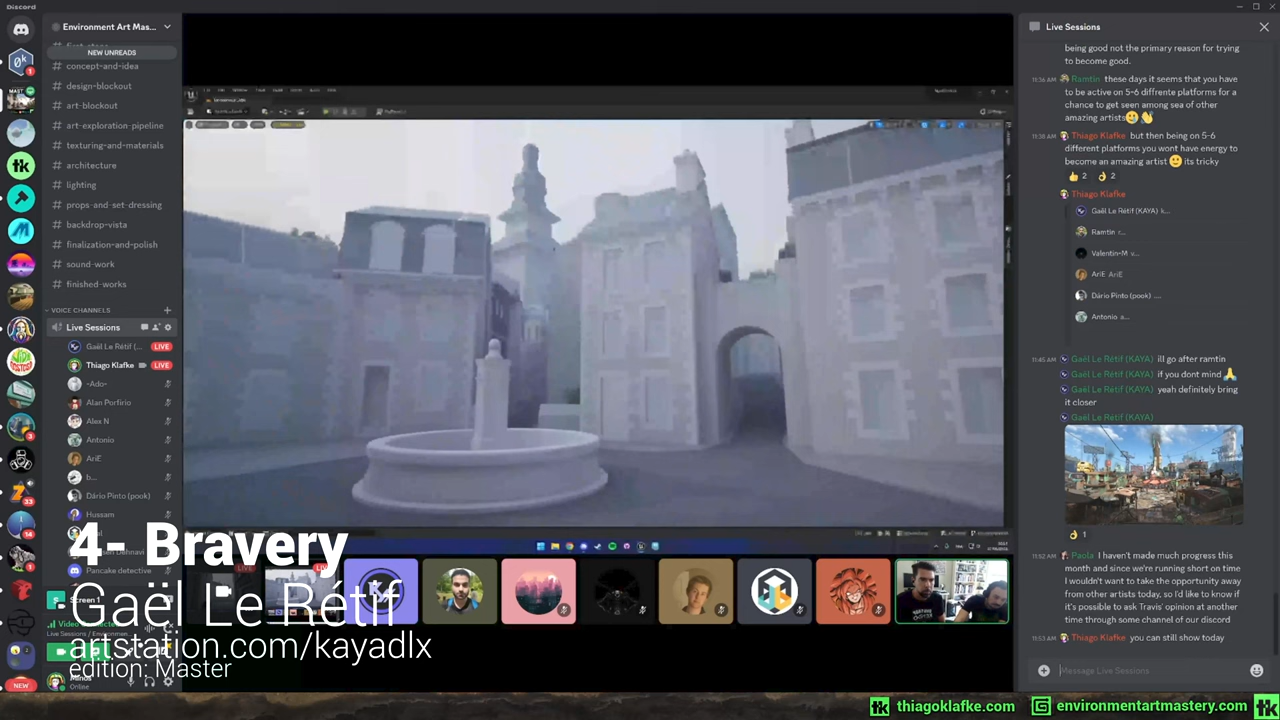 Discord
Environment Art Mas...
NEW UNREADS
concept-and-idea
design-blockout
art-blockout
art-exploration-pipeline
texturing-and-materials
architecture
lighting
props-and-set-dressing
backdrop-vista
finalization-and-polish
sound-work
finished-works
VOICE CHANNELS
Live Sessions
Gaël Le Rétif (... LIVE
Thiago Klafke LIVE
-Ado-
Alan Porfirio
Alex N
Antonio
AriE
b...
Dário Pinto (pook)
Hussam
Pancake detective
Screen 1
Online
NEW
4- Bravery
Gaël Le Rétif
artstation.com/kayadlx
edition: Master
Live Sessions
being good not the primary reason for trying
to become good.
11:36 AM Ramtin these days it seems that you have
to be active on 5-6 diffrente platforms for a
chance to get seen among sea of other
amazing artists
11:38 AM Thiago Klafke but then being on 5-6
different platforms you wont have energy to
become an amazing artist its tricky
2 2
Thiago Klafke
Gaël Le Rétif (KAYA) k...
Ramtin r...
Valentin-M v...
AriE AriE
Dário Pinto (pook) ....
Antonio a...
11:45 AM Gaël Le Rétif (KAYA) ill go after ramtin
Gaël Le Rétif (KAYA) if you dont mind
Gaël Le Rétif (KAYA) yeah definitely bring
it closer
Gaël Le Rétif (KAYA)
1
11:52 AM Paola I haven't made much progress this
month and since we're running short on time
I wouldn't want to take the opportunity away
from other artists today, so I'd like to know if
it's possible to ask Travis' opinion at another
time through some channel of our discord
11:53 AM Thiago Klafke you can still show today
Message Live Sessions
tk thiagoklafke.com
environmentartmastery.com tk